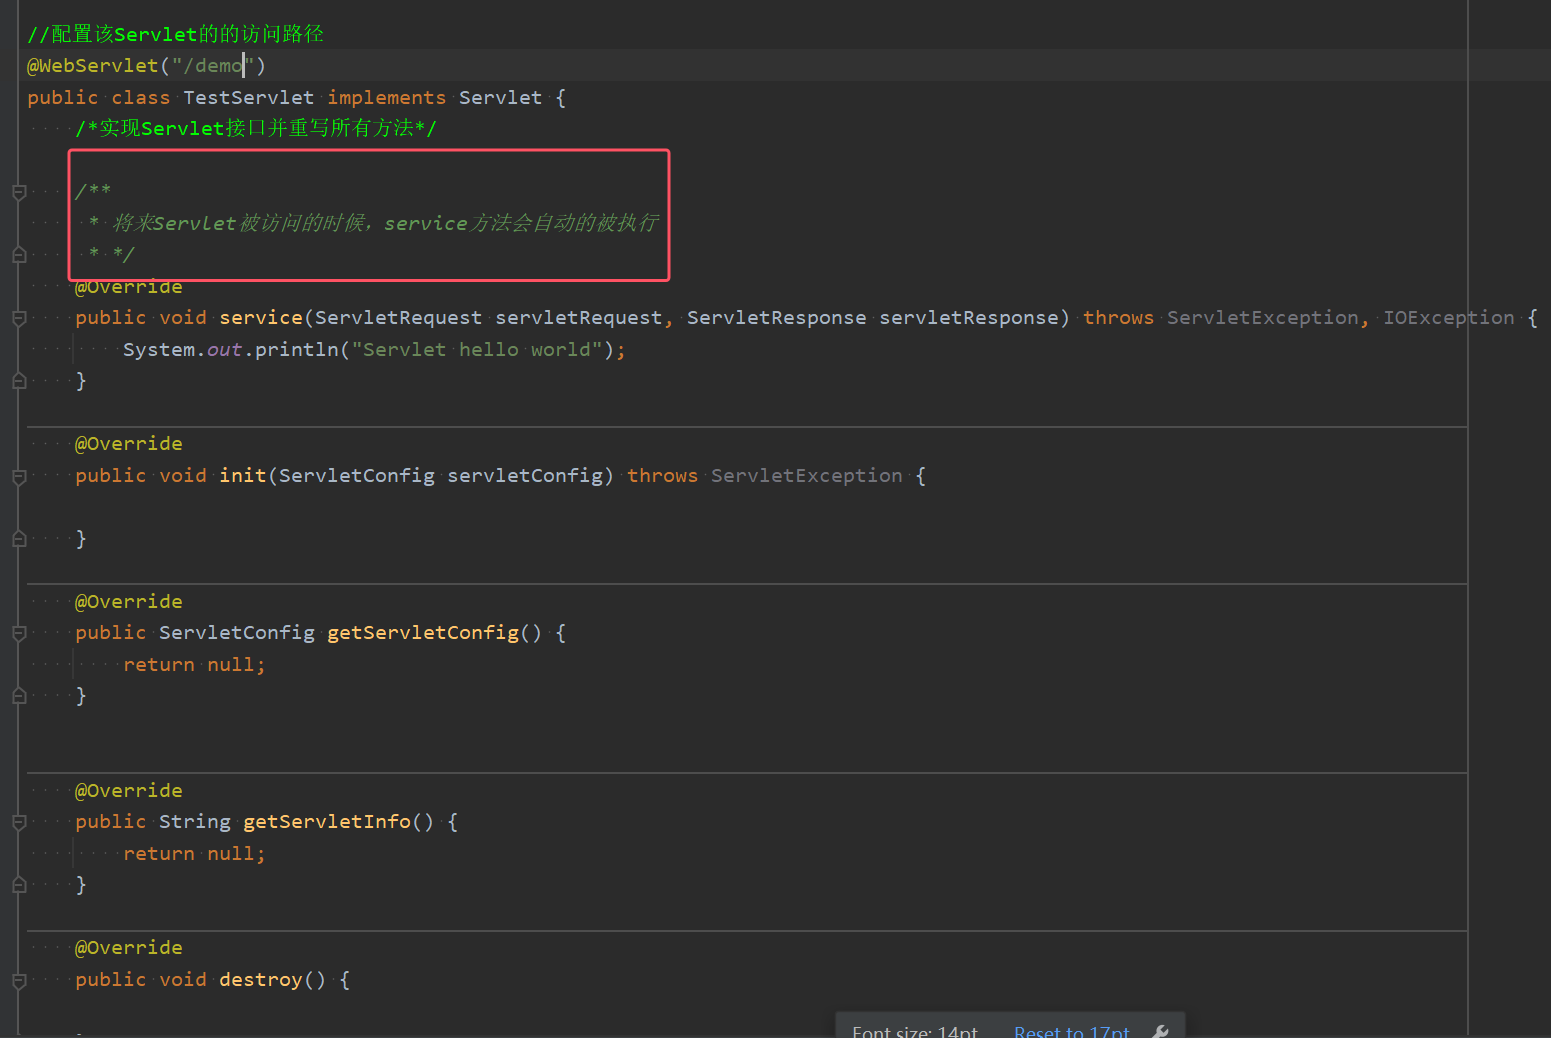 //配置该Servlet的的访问路径
@WebServlet("/demo")
public class TestServlet implements Servlet {
/*实现Servlet接口并重写所有方法*/
/**
* 将来Servlet被访问的时候，service方法会自动的被执行
* */
@Override
public void service(ServletRequest servletRequest, ServletResponse servletResponse) throws ServletException, IOException {
System.out.println("Servlet hello world");
}
@Override
public void init(ServletConfig servletConfig) throws ServletException {
}
@Override
public ServletConfig getServletConfig() {
return null;
}
@Override
public String getServletInfo() {
return null;
}
@Override
public void destroy() {
Font size: 14pt Reset to 17pt